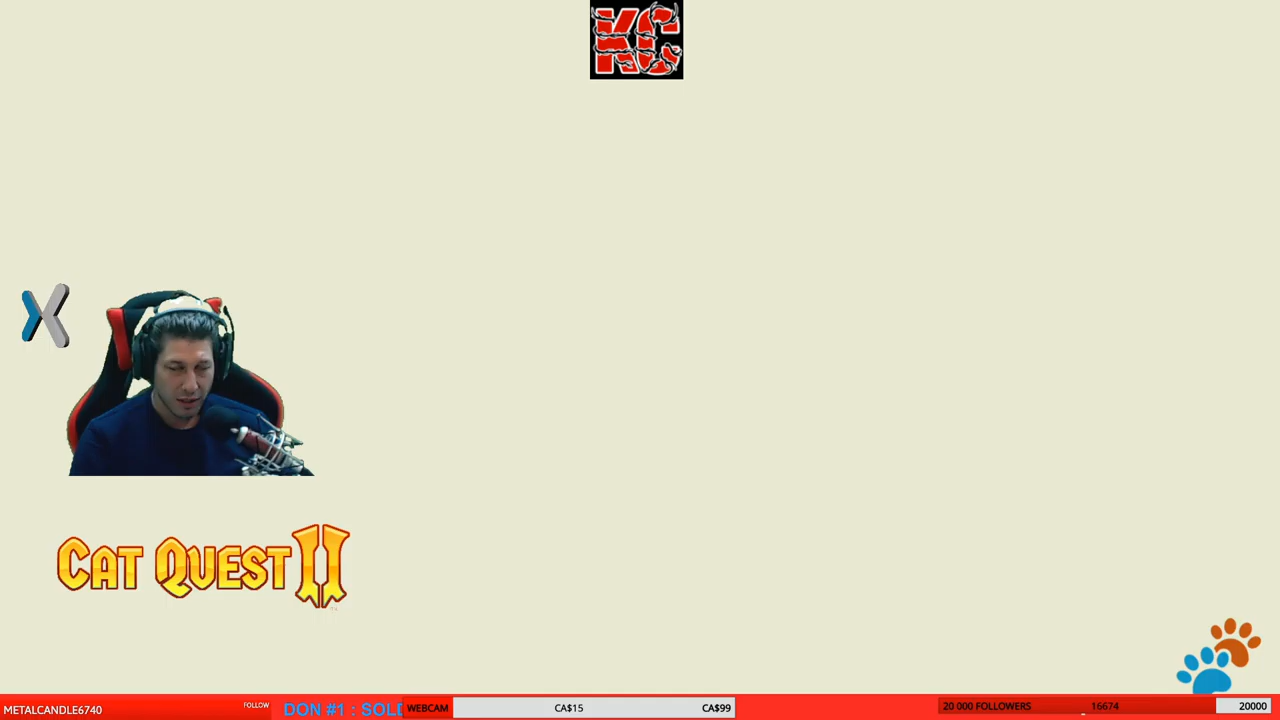 KC
CAT QUEST II
TM
METALCANDLE6740
FOLLOW
DON #1 : SOLD
WEBCAM
CA$15
CA$99
20 000 FOLLOWERS
16674
20000